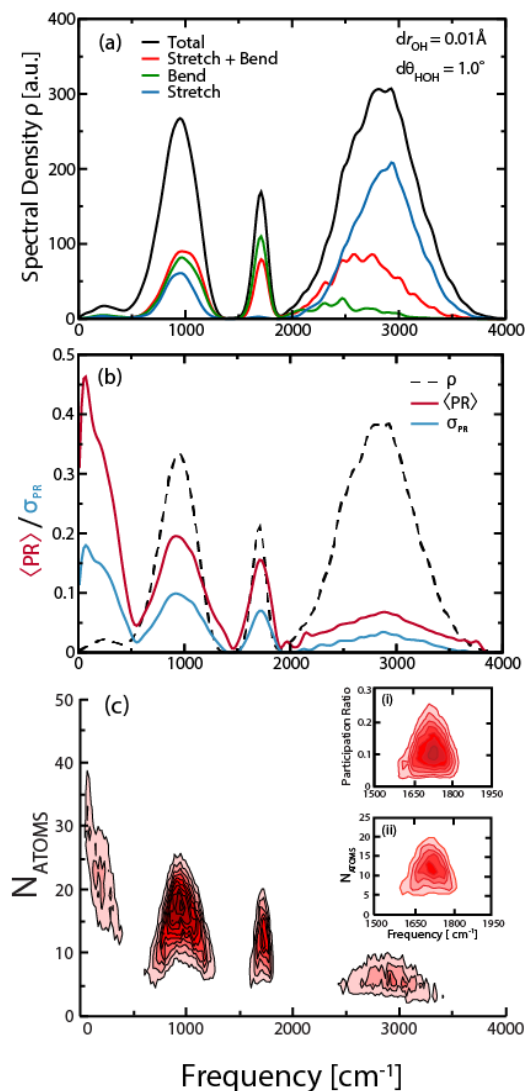 400
(a)
Total
Stretch + Bend
Bend
Stretch
drOH = 0.01Å
dθHOH = 1.0°
300
200
100
0
Spectral Density ρ [a.u.]
0 1000 2000 3000 4000
0.5
(b)
ρ
⟨PR⟩
σPR
0.4
0.3
0.2
0.1
0
⟨PR⟩ / σPR
0 1000 2000 3000 4000
50
(c)
40
30
20
10
0
NATOMS
(i)
Participation Ratio
0.3
0.2
0.1
1500 1650 1800 1950
(ii)
NATOMS
25
20
15
10
5
0
1500 1650 1800 1950
Frequency [ cm-1]
0 1000 2000 3000 4000
Frequency [cm-1]